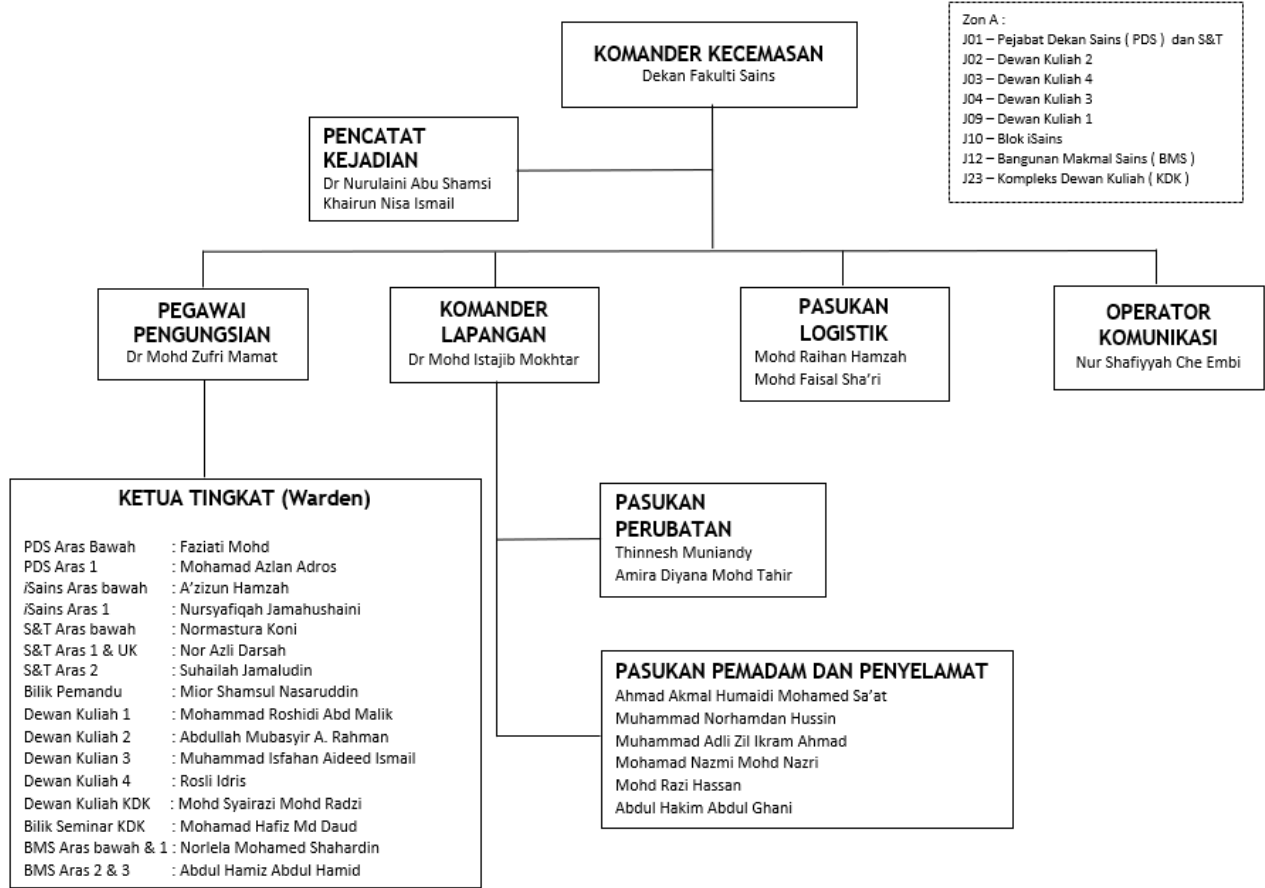 KOMANDER KECEMASAN
Dekan Fakulti Sains
Zon A :
J01 – Pejabat Dekan Sains ( PDS )  dan S&T
J02 – Dewan Kuliah 2
J03 – Dewan Kuliah 4
J04 – Dewan Kuliah 3
J09 – Dewan Kuliah 1
J10 – Blok iSains
J12 – Bangunan Makmal Sains ( BMS )
J23 – Kompleks Dewan Kuliah ( KDK )
PENCATAT
KEJADIAN
Dr Nurulaini Abu Shamsi
Khairun Nisa Ismail
PEGAWAI
PENGUNGSIAN
Dr Mohd Zufri Mamat
KOMANDER
LAPANGAN
Dr Mohd Istajib Mokhtar
PASUKAN
LOGISTIK
Mohd Raihan Hamzah
Mohd Faisal Sha'ri
OPERATOR
KOMUNIKASI
Nur Shafiyyah Che Embi
KETUA TINGKAT (Warden)
PDS Aras Bawah : Faziati Mohd
PDS Aras 1 : Mohamad Azlan Adros
iSains Aras bawah : A'zizun Hamzah
iSains Aras 1 : Nursyafiqah Jamahushaini
S&T Aras bawah : Normastura Koni
S&T Aras 1 & UK : Nor Azli Darsah
S&T Aras 2 : Suhailah Jamaludin
Bilik Pemandu : Mior Shamsul Nasaruddin
Dewan Kuliah 1 : Mohammad Roshidi Abd Malik
Dewan Kuliah 2 : Abdullah Mubasyir A. Rahman
Dewan Kulian 3 : Muhammad Isfahan Aideed Ismail
Dewan Kuliah 4 : Rosli Idris
Dewan Kuliah KDK : Mohd Syairazi Mohd Radzi
Bilik Seminar KDK : Mohamad Hafiz Md Daud
BMS Aras bawah & 1 : Norlela Mohamed Shahardin
BMS Aras 2 & 3 : Abdul Hamiz Abdul Hamid
PASUKAN
PERUBATAN
Thinnesh Muniandy
Amira Diyana Mohd Tahir
PASUKAN PEMADAM DAN PENYELAMAT
Ahmad Akmal Humaidi Mohamed Sa'at
Muhammad Norhamdan Hussin
Muhammad Adli Zil Ikram Ahmad
Mohamad Nazmi Mohd Nazri
Mohd Razi Hassan
Abdul Hakim Abdul Ghani